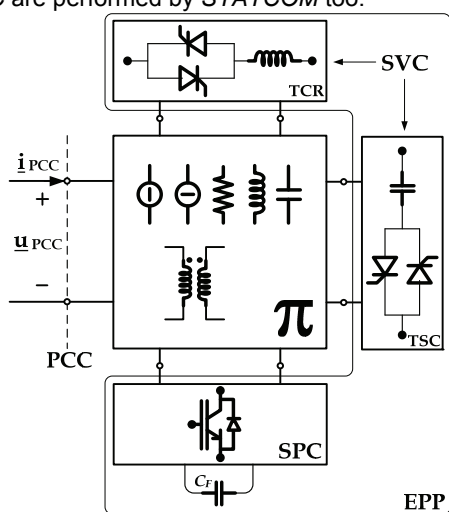 are performed by STATCOM too.
TCR
SVC
i PCC
+
u PCC
−
PCC
π
TSC
SPC
CF
EPP